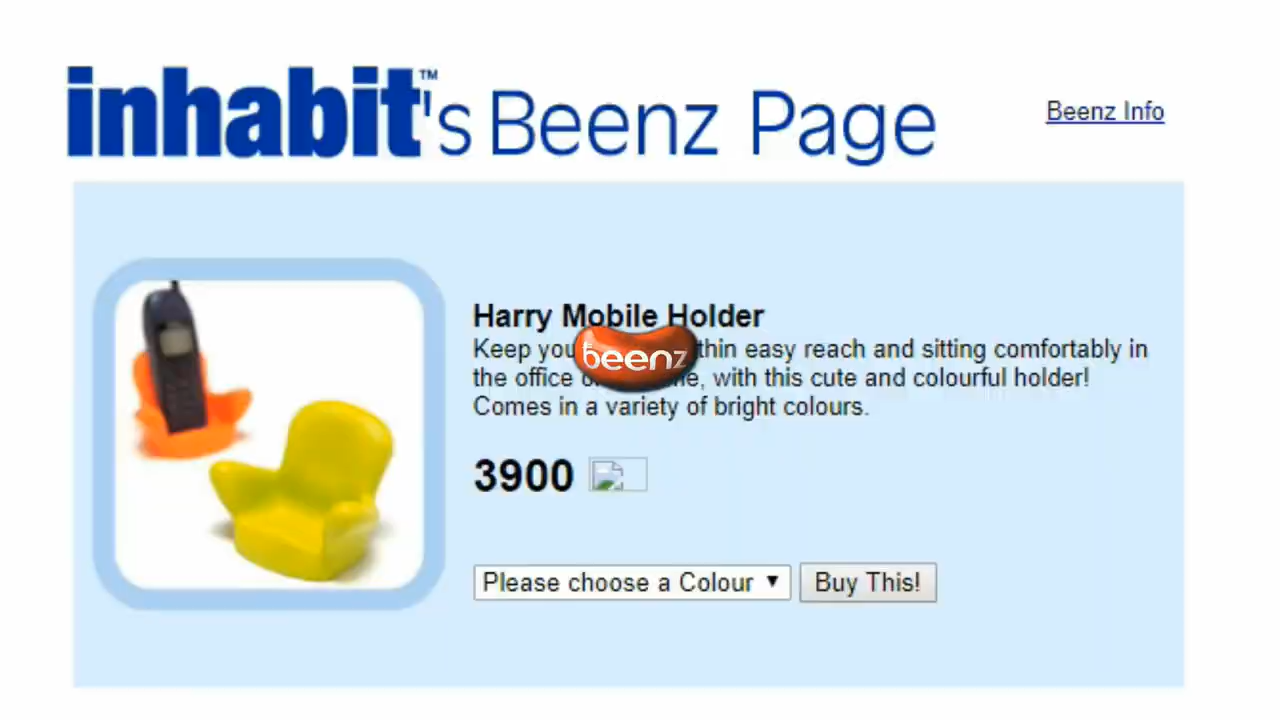 inhabit™'s Beenz Page
Beenz Info
Harry Mobile Holder
Keep you thin easy reach and sitting comfortably in
beenz
the office with this cute and colourful holder!
Comes in a variety of bright colours.
3900
Please choose a Colour ▼
Buy This!